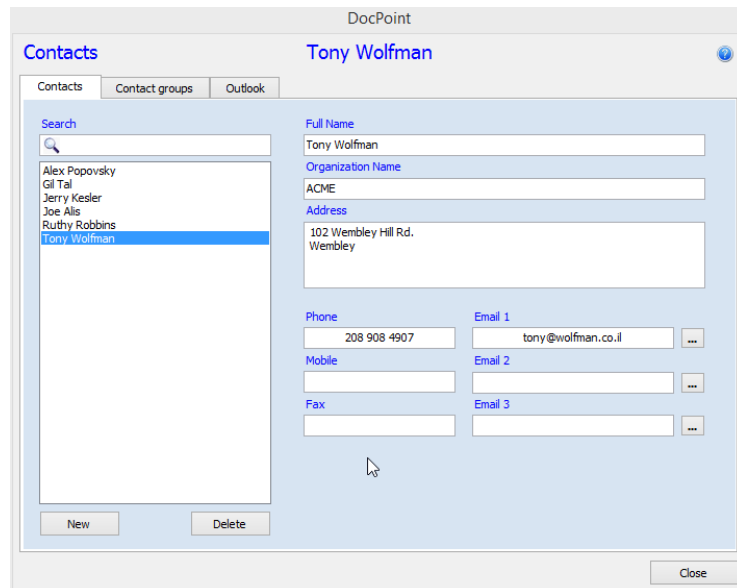 DocPoint
Contacts
Tony Wolfman
Contacts
Contact groups
Outlook
Search
Alex Popovsky
Gil Tal
Jerry Kesler
Joe Alis
Ruthy Robbins
Tony Wolfman
New
Delete
Full Name
Tony Wolfman
Organization Name
ACME
Address
102 Wembley Hill Rd.
Wembley
Phone
208 908 4907
Email 1
tony@wolfman.co.il
...
Mobile
Email 2
...
Fax
Email 3
...
Close